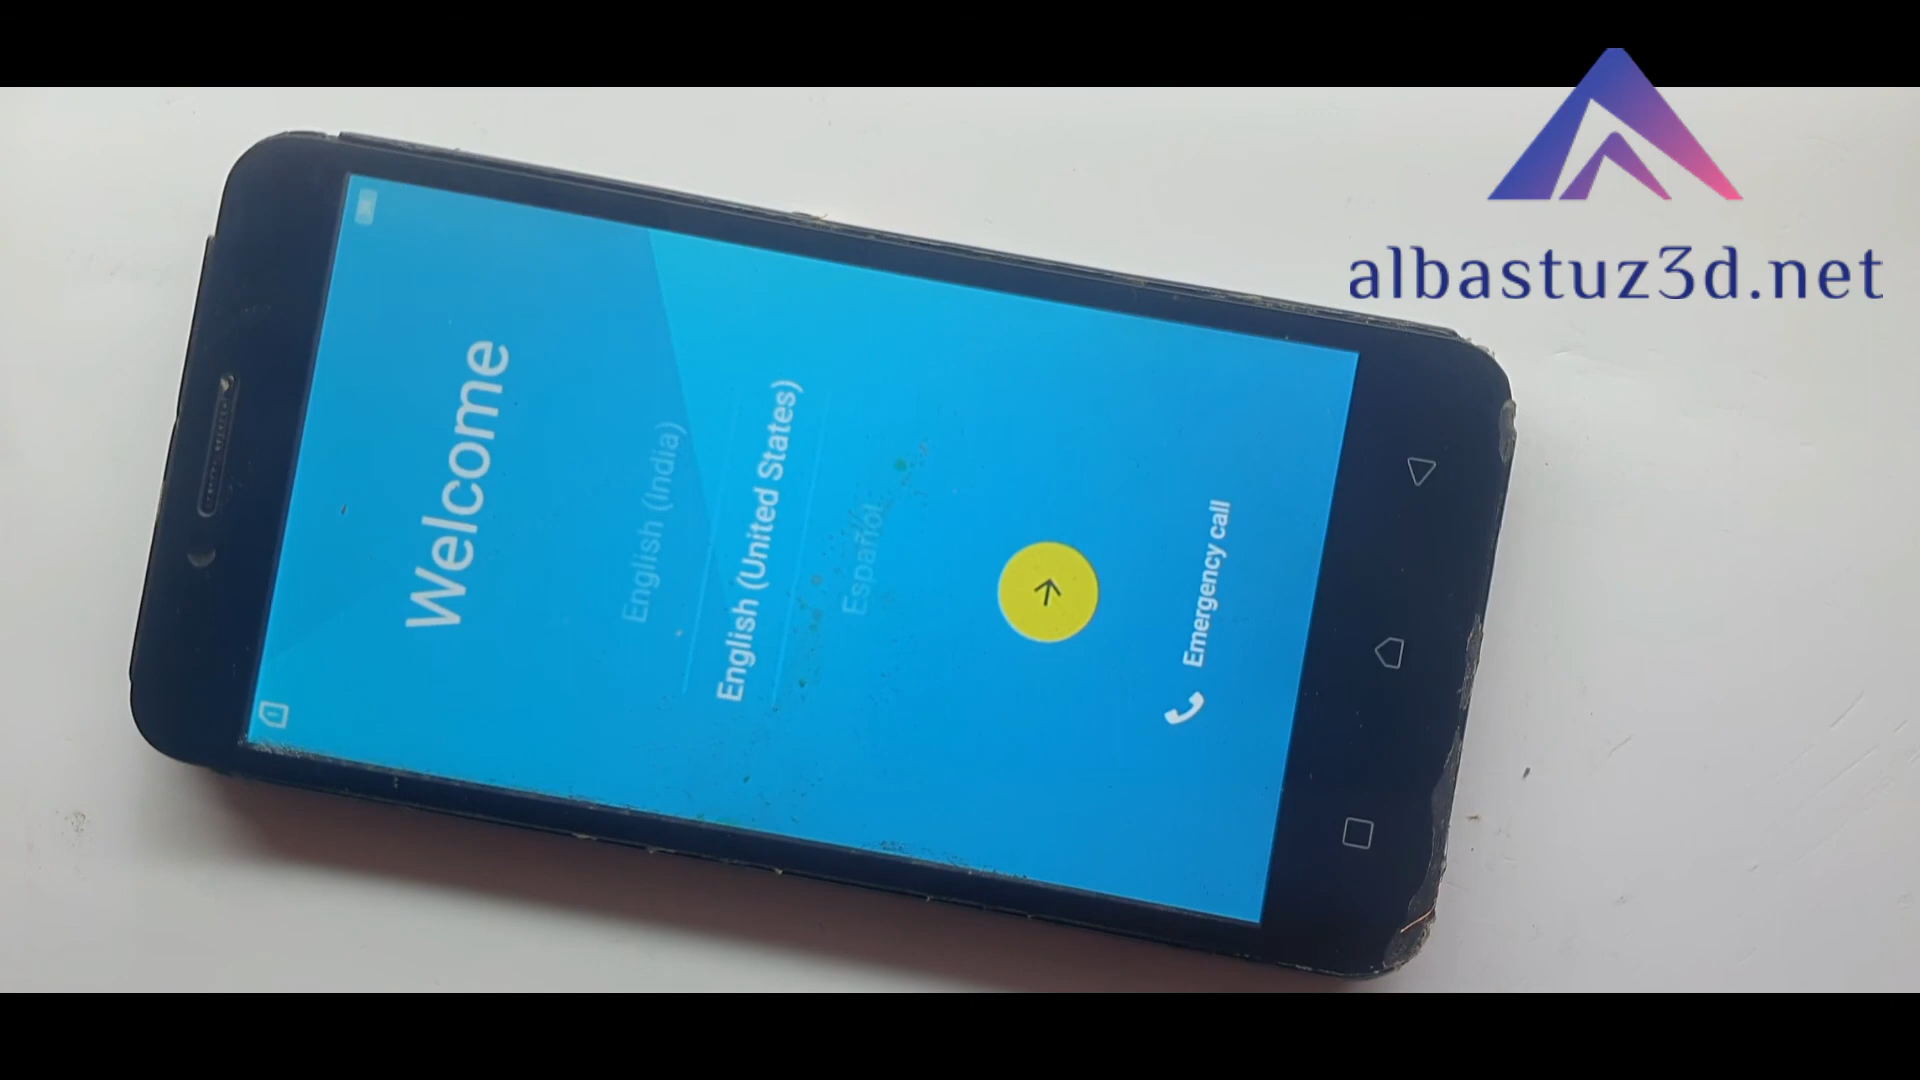 albastuz3d.net
Welcome
English (India)
English (United States)
Español
Emergency call